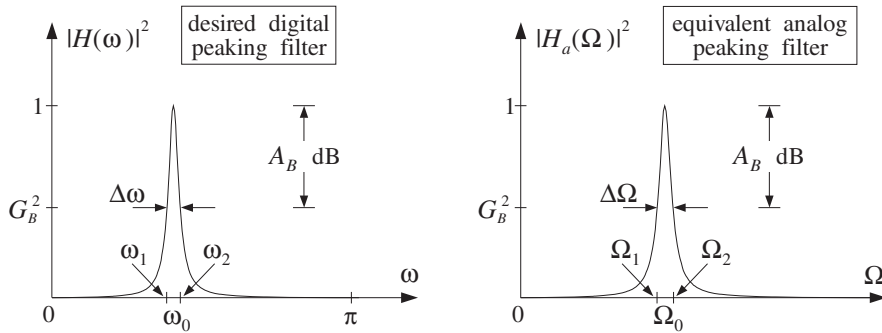 |H(ω)|²
desired digital
peaking filter
1
A_B dB
G_B²
Δω
ω₁
ω₂
ω
0
ω₀
π
|H_a(Ω)|²
equivalent analog
peaking filter
1
A_B dB
G_B²
ΔΩ
Ω₁
Ω₂
Ω
0
Ω₀